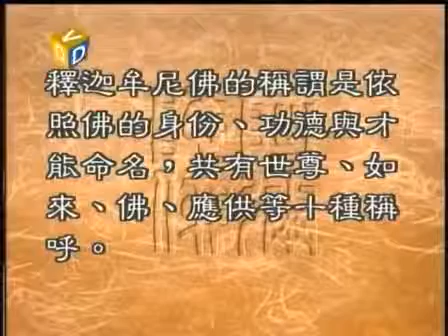 釋迦牟尼佛的稱謂是依
照佛的身份、功德與才
能命名，共有世尊、如
來、佛、應供等十種稱
呼。